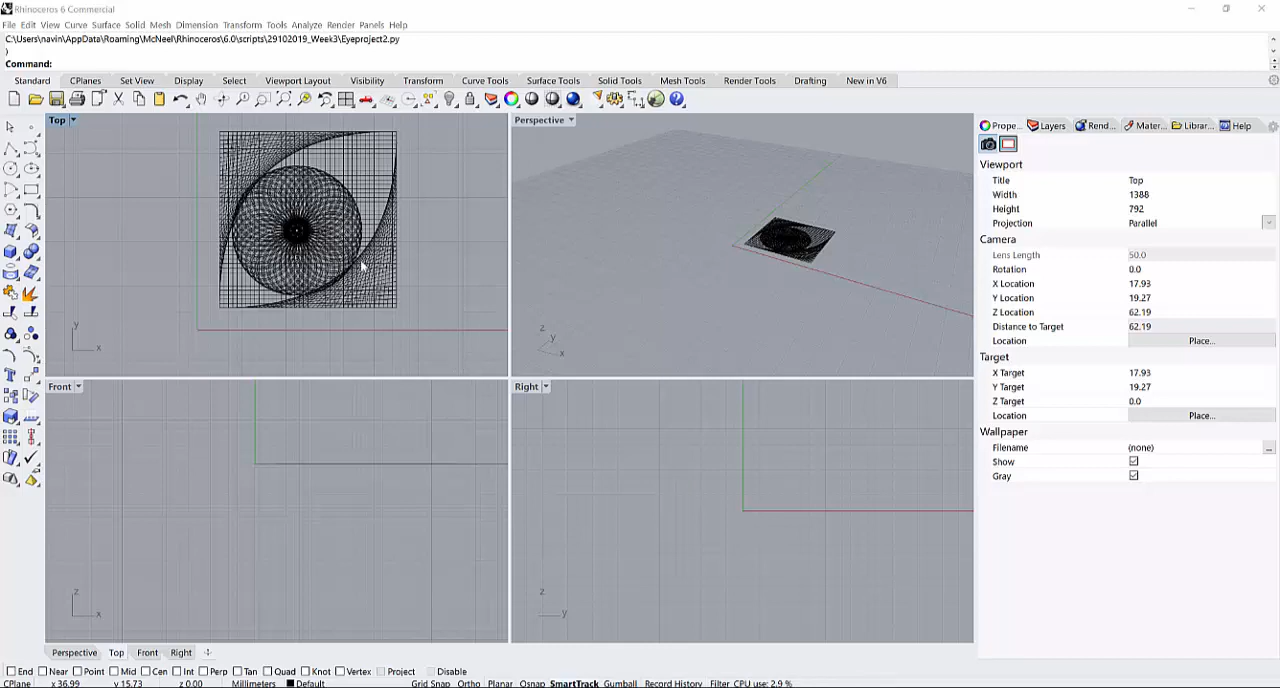 Rhinoceros 6 Commercial
File Edit View Curve Surface Solid Mesh Dimension Transform Tools Analyze Render Panels Help
C:\Users\navin\AppData\Roaming\McNeel\Rhinoceros\6.0\scripts\29102019_Week3\Eyeproject2.py
)
Command:
Standard CPlanes Set View Display Select Viewport Layout Visibility Transform Curve Tools Surface Tools Solid Tools Mesh Tools Render Tools Drafting New in V6
Top
Perspective
Prope... Layers Rend... Mater... Librar... Help
Viewport
Title Top
Width 1388
Height 792
Projection Parallel
Camera
Lens Length 50.0
Rotation 0.0
X Location 17.93
Y Location 19.27
Z Location 62.19
Distance to Target 62.19
Location Place...
Target
X Target 17.93
Y Target 19.27
Z Target 0.0
Location Place...
Wallpaper
Filename (none) ...
Show
Gray
y
x
z
y
x
Front
Right
z
x
z
y
Perspective Top Front Right
End Near Point Mid Cen Int Perp Tan Quad Knot Vertex Project Disable
CPlane x 36.99 y 15.73 z 0.00 Millimeters Default Grid Snap Ortho Planar Osnap SmartTrack Gumball Record History Filter CPU use: 2.9 %